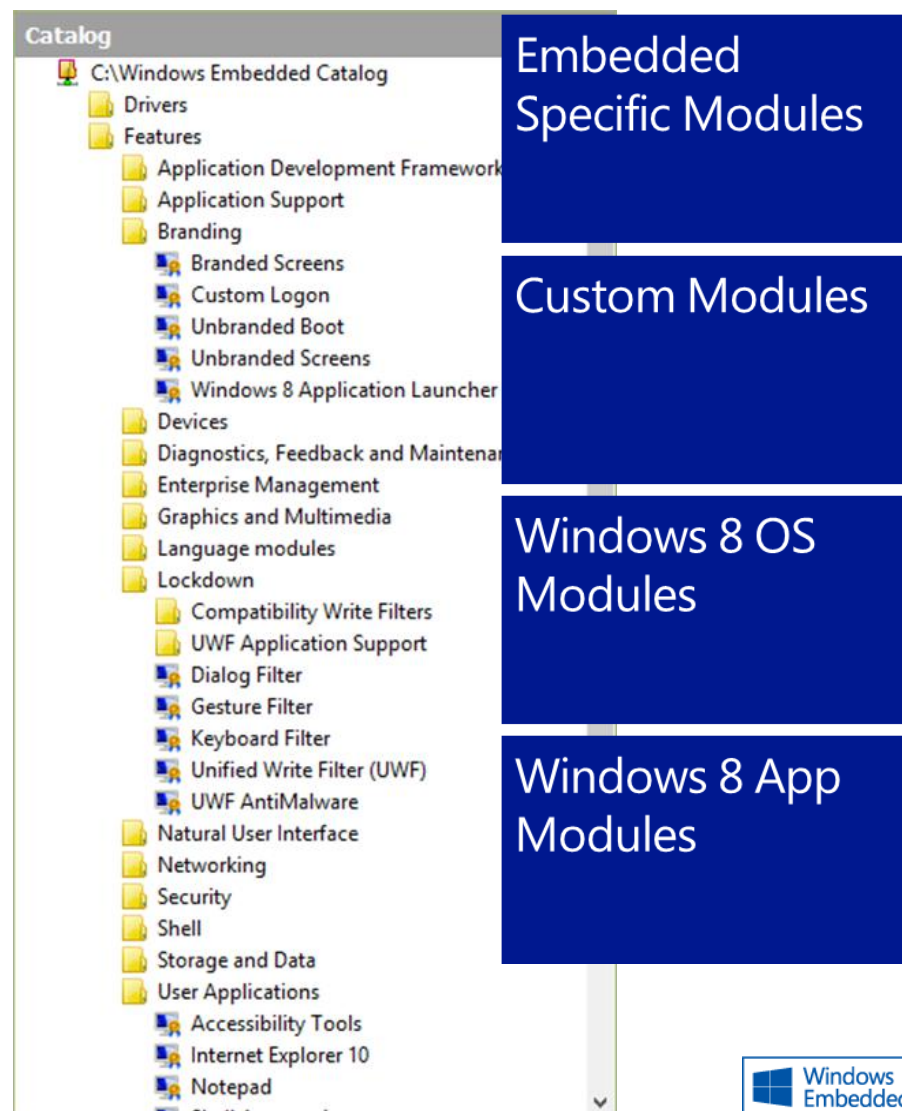 Catalog
C:\Windows Embedded Catalog
Drivers
Features
Application Development Framework
Application Support
Branding
Branded Screens
Custom Logon
Unbranded Boot
Unbranded Screens
Windows 8 Application Launcher
Devices
Diagnostics, Feedback and Maintenan
Enterprise Management
Graphics and Multimedia
Language modules
Lockdown
Compatibility Write Filters
UWF Application Support
Dialog Filter
Gesture Filter
Keyboard Filter
Unified Write Filter (UWF)
UWF AntiMalware
Natural User Interface
Networking
Security
Shell
Storage and Data
User Applications
Accessibility Tools
Internet Explorer 10
Notepad
Embedded
Specific Modules
Custom Modules
Windows 8 OS
Modules
Windows 8 App
Modules
Windows
Embedded